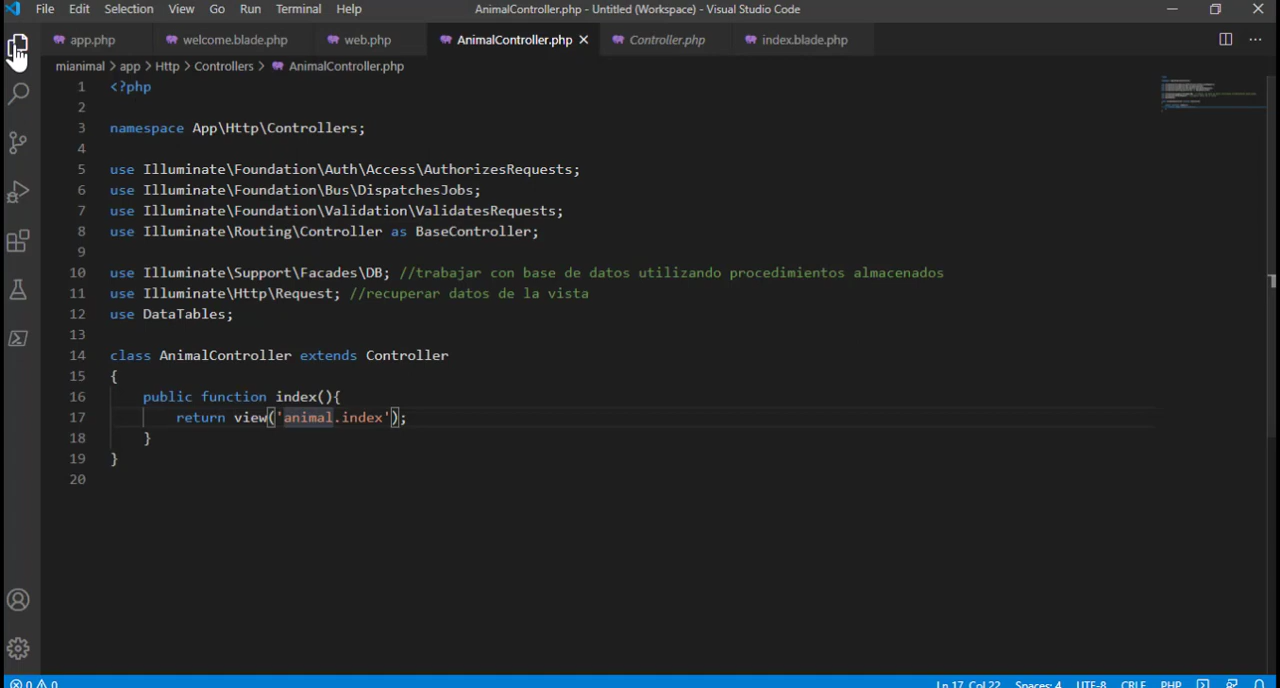 File Edit Selection View Go Run Terminal Help AnimalController.php - Untitled (Workspace) - Visual Studio Code
app.php welcome.blade.php web.php AnimalController.php Controller.php index.blade.php
mianimal > app > Http > Controllers > AnimalController.php
1 <?php
2
3 namespace App\Http\Controllers;
4
5 use Illuminate\Foundation\Auth\Access\AuthorizesRequests;
6 use Illuminate\Foundation\Bus\DispatchesJobs;
7 use Illuminate\Foundation\Validation\ValidatesRequests;
8 use Illuminate\Routing\Controller as BaseController;
9
10 use Illuminate\Support\Facades\DB; //trabajar con base de datos utilizando procedimientos almacenados
11 use Illuminate\Http\Request; //recuperar datos de la vista
12 use DataTables;
13
14 class AnimalController extends Controller
15 {
16 public function index(){
17 return view('animal.index');
18 }
19 }
20
0 0 Ln 17, Col 22 Spaces: 4 UTF-8 CRLF PHP